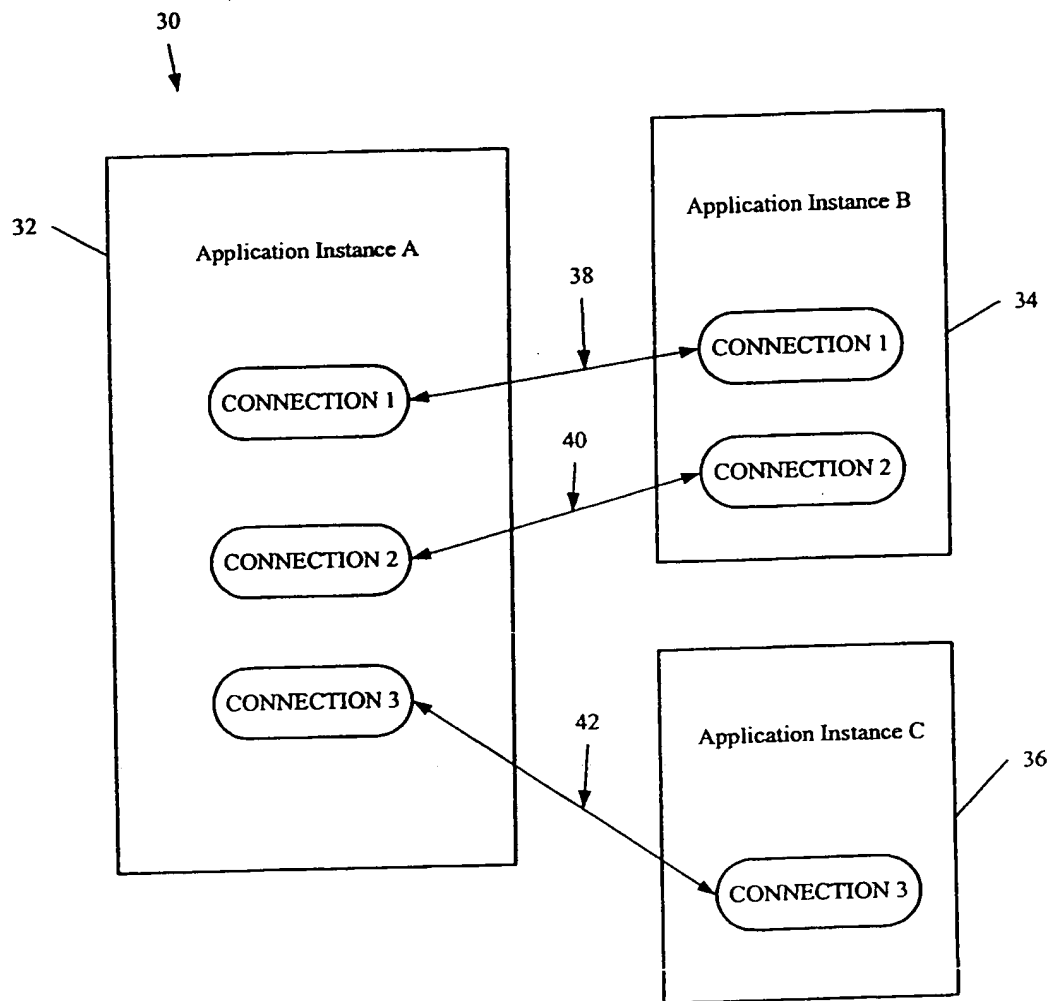 30
32
Application Instance A
CONNECTION 1
CONNECTION 2
CONNECTION 3
38
40
42
Application Instance B
34
CONNECTION 1
CONNECTION 2
Application Instance C
36
CONNECTION 3